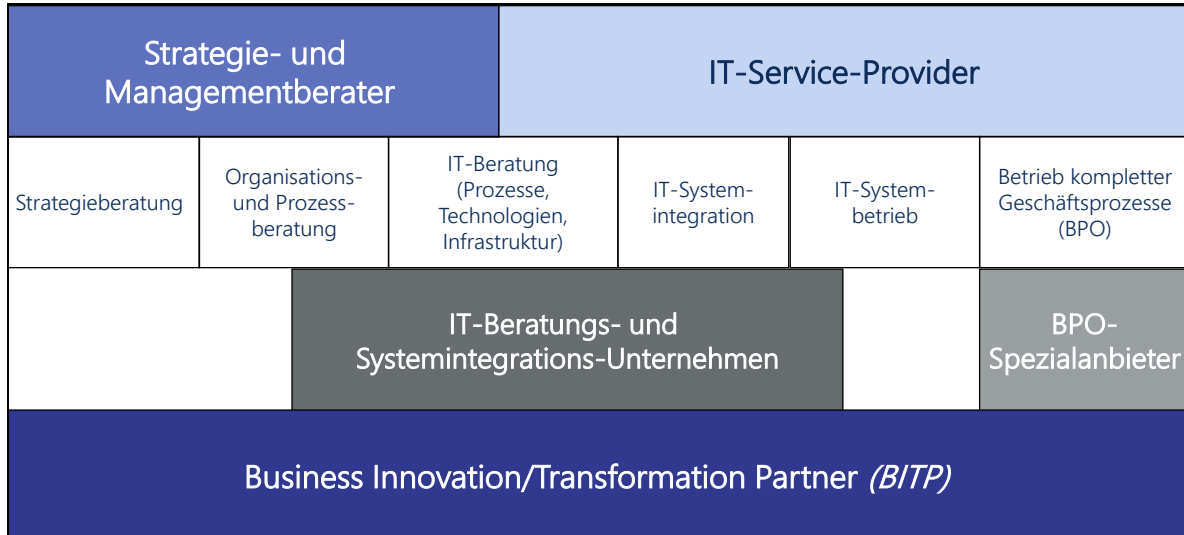 Strategie- und
Managementberater
IT-Service-Provider
Strategieberatung
Organisations-
und Prozess-
beratung
IT-Beratung
(Prozesse,
Technologien,
Infrastruktur)
IT-System-
integration
IT-System-
betrieb
Betrieb kompletter
Geschäftsprozesse
(BPO)
IT-Beratungs- und
Systemintegrations-Unternehmen
BPO-
Spezialanbieter
Business Innovation/Transformation Partner (BITP)